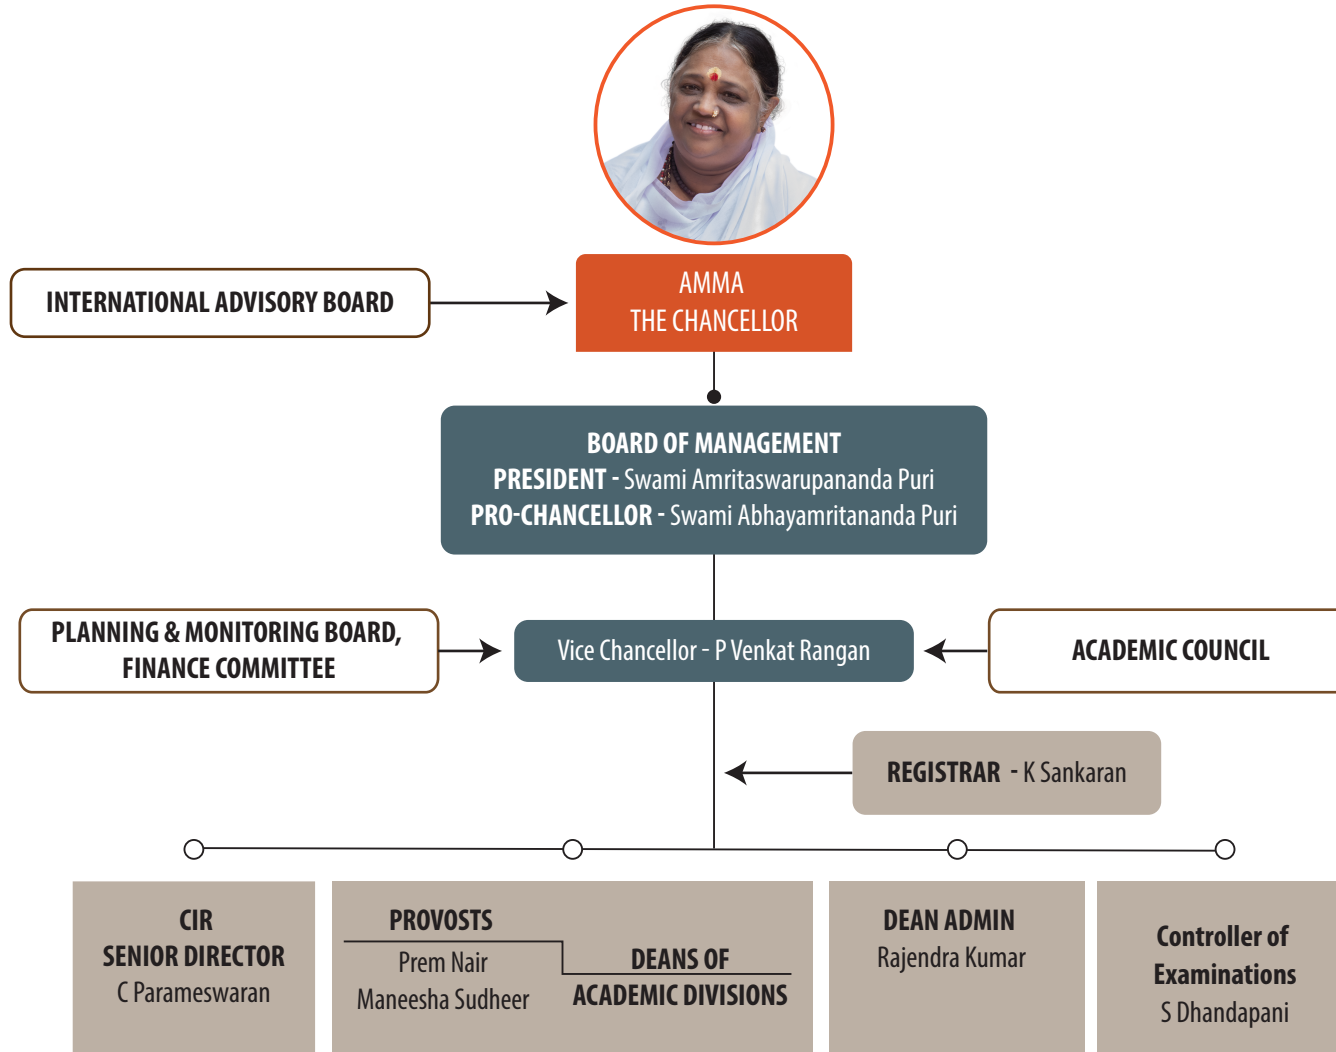 AMMA
THE CHANCELLOR
INTERNATIONAL ADVISORY BOARD
BOARD OF MANAGEMENT
PRESIDENT - Swami Amritaswarupananda Puri
PRO-CHANCELLOR - Swami Abhayamritananda Puri
PLANNING & MONITORING BOARD,
FINANCE COMMITTEE
Vice Chancellor - P Venkat Rangan
ACADEMIC COUNCIL
REGISTRAR - K Sankaran
CIR
SENIOR DIRECTOR
C Parameswaran
PROVOSTS
Prem Nair
Maneesha Sudheer
DEANS OF
ACADEMIC DIVISIONS
DEAN ADMIN
Rajendra Kumar
Controller of
Examinations
S Dhandapani